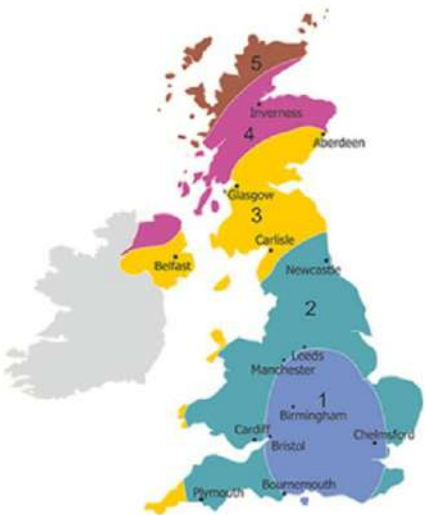 5
Inverness
4
Aberdeen
Glasgow
3
Carlisle
Belfast
Newcastle
2
Leeds
Manchester
1
Birmingham
Cardiff
Chelmsford
Bristol
Bournemouth
Plymouth